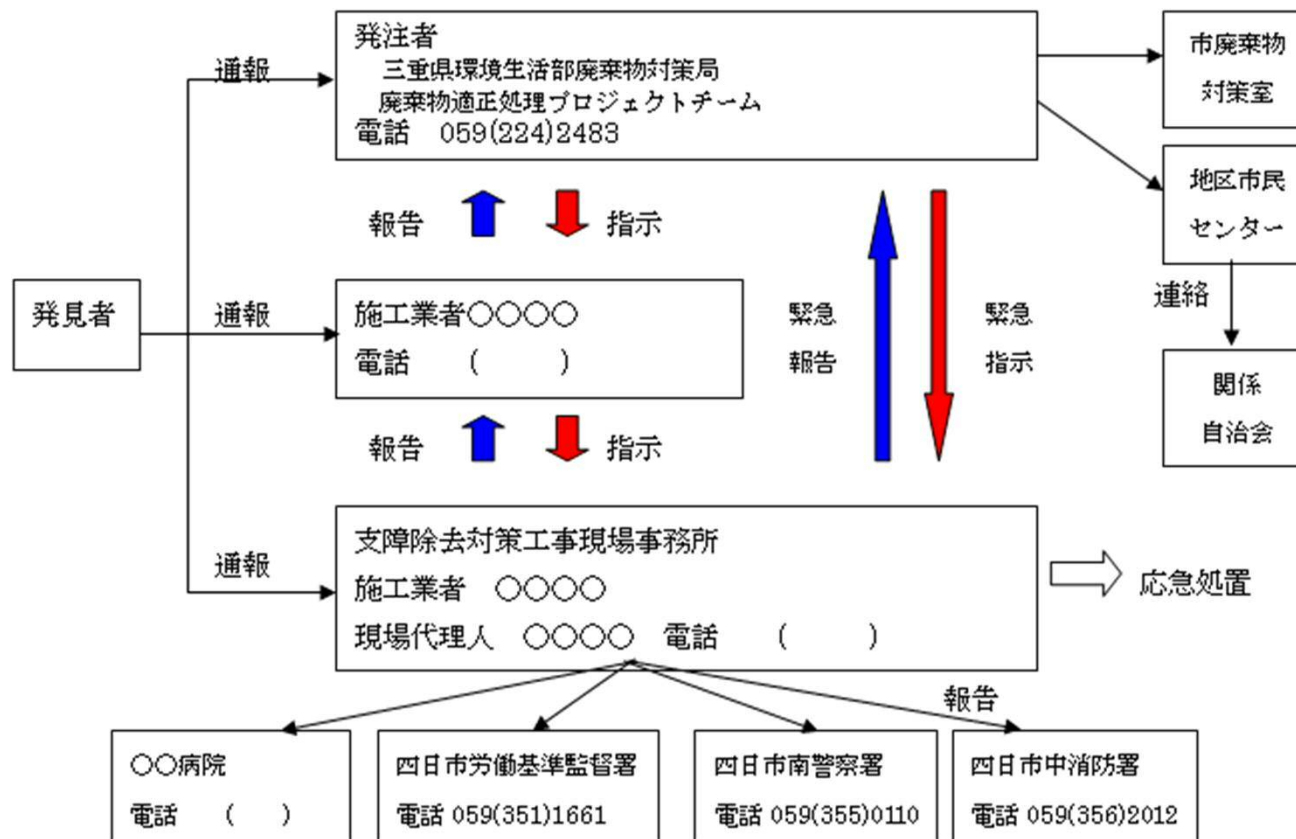 発見者
通報
発注者
三重県環境生活部廃棄物対策局
廃棄物適正処理プロジェクトチーム
電話 059(224)2483
市廃棄物
対策室
地区市民
センター
連絡
関係
自治会
報告
指示
通報
施工業者○○○○
電話 ( )
緊急
報告
緊急
指示
報告
指示
通報
支障除去対策工事現場事務所
施工業者 ○○○○
現場代理人 ○○○○ 電話 ( )
応急処置
報告
○○病院
電話 ( )
四日市労働基準監督署
電話 059(351)1661
四日市南警察署
電話 059(355)0110
四日市中消防署
電話 059(356)2012